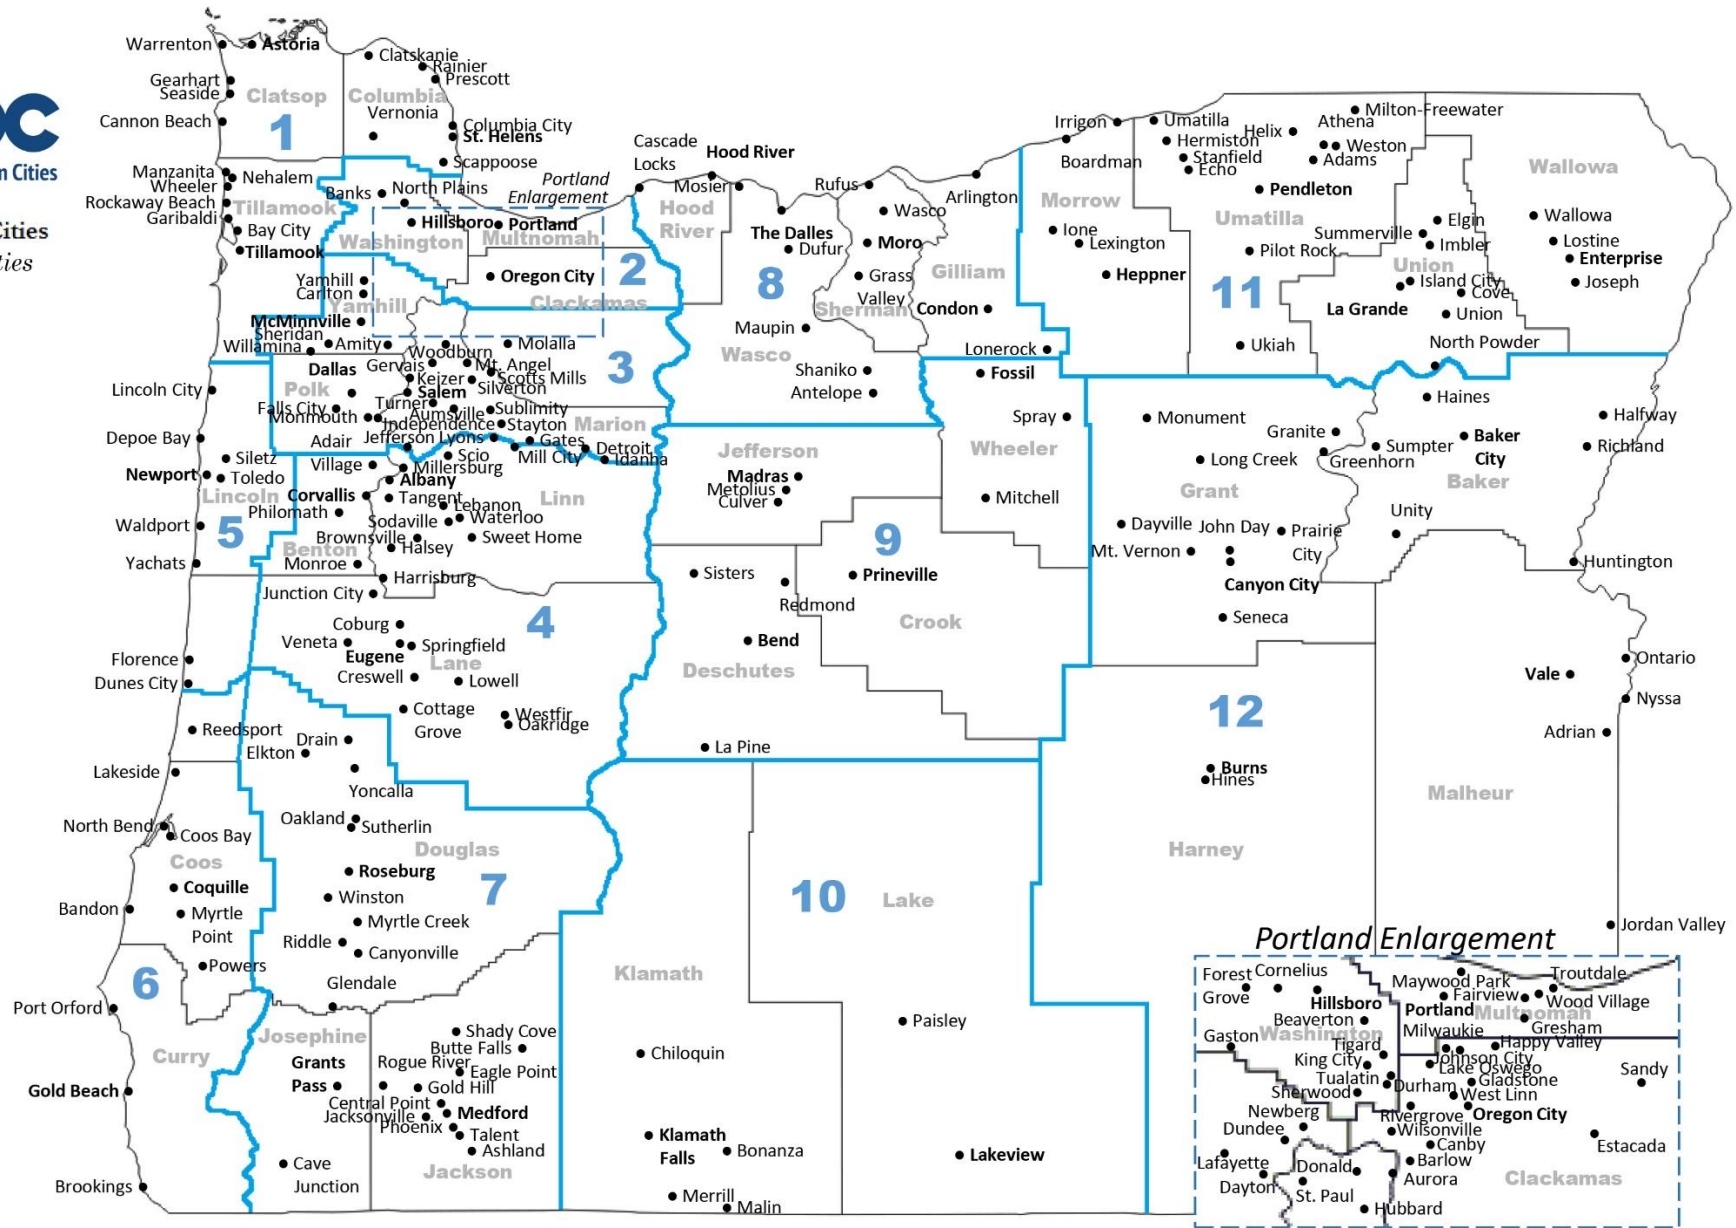 OC
n Cities
Cities
ties
Warrenton
Astoria
Clatskanie
Rainier
Prescott
Gearhart
Seaside
Clatsop
Columbia
Vernonia
Cannon Beach
1
Columbia City
St. Helens
Scappoose
Manzanita
Nehalem
Wheeler
Rockaway Beach
Garibaldi
Tillamook
Bay City
Tillamook
Banks
North Plains
Portland
Enlargement
Hillsboro
Portland
Washington
Multnomah
Oregon City
2
Clackamas
Yamhill
Carlton
Yamhill
McMinnville
Sheridan
Willamina
Amity
Cascade
Locks
Hood River
Mosier
Hood
River
Rufus
Wasco
The Dalles
Dufur
Moro
8
Grass
Valley
Sherman
Maupin
Wasco
Shaniko
Antelope
Arlington
Gilliam
Condon
Lonerock
Irrigon
Boardman
Morrow
Ione
Lexington
Heppner
Umatilla
Hermiston
Stanfield
Echo
Helix
Milton-Freewater
Athena
Weston
Adams
Pendleton
Umatilla
Pilot Rock
11
Ukiah
Wallowa
Elgin
Summerville
Imbler
Union
Island City
Cove
La Grande
Union
North Powder
Wallowa
Lostine
Enterprise
Joseph
Woodburn
Molalla
Gervais
Mt. Angel
Scotts Mills
Keizer
Silverton
Salem
3
Dallas
Polk
Falls City
Monmouth
Independence
Turner
Aumsville
Sublimity
Stayton
Marion
Jefferson
Lyons
Gates
Mill City
Detroit
Idanha
Lincoln City
Depoe Bay
Siletz
Newport
Toledo
Lincoln
Waldport
5
Yachats
Adair
Village
Corvallis
Philomath
Benton
Monroe
Scio
Millersburg
Albany
Tangent
Lebanon
Linn
Sodaville
Waterloo
Brownsville
Sweet Home
Halsey
Harrisburg
Junction City
Coburg
4
Veneta
Springfield
Eugene
Lane
Creswell
Lowell
Cottage
Grove
Westfir
Oakridge
Florence
Dunes City
Reedsport
Drain
Elkton
Yoncalla
Lakeside
Oakland
Sutherlin
North Bend
Coos Bay
Coos
Coquille
Bandon
Myrtle
Point
Powers
Douglas
Roseburg
Winston
7
Myrtle Creek
Riddle
Canyonville
Glendale
6
Port Orford
Curry
Gold Beach
Brookings
Josephine
Grants
Pass
Cave
Junction
Shady Cove
Butte Falls
Rogue River
Eagle Point
Gold Hill
Central Point
Jacksonville
Medford
Phoenix
Talent
Ashland
Jackson
Jefferson
Madras
Metolius
Culver
9
Sisters
Redmond
Prineville
Crook
Bend
Deschutes
La Pine
Fossil
Spray
Wheeler
Mitchell
Monument
Granite
Long Creek
Greenhorn
Grant
Dayville
John Day
Prairie
City
Mt. Vernon
Canyon City
Seneca
Haines
Halfway
Sumpter
Baker
City
Richland
Baker
Unity
Huntington
12
Burns
Hines
Harney
Vale
Ontario
Nyssa
Adrian
Malheur
Jordan Valley
Klamath
Chiloquin
Klamath
Falls
Bonanza
Merrill
Malin
10
Lake
Paisley
Lakeview
Portland Enlargement
Forest
Grove
Cornelius
Hillsboro
Beaverton
Washington
Gaston
Tigard
King City
Tualatin
Durham
Sherwood
Maywood Park
Troutdale
Fairview
Wood Village
Portland
Multnomah
Gresham
Milwaukie
Happy Valley
Johnson City
Lake Oswego
Gladstone
West Linn
Sandy
Rivergrove
Oregon City
Wilsonville
Canby
Estacada
Barlow
Aurora
Clackamas
Newberg
Dundee
Lafayette
Dayton
Donald
St. Paul
Hubbard